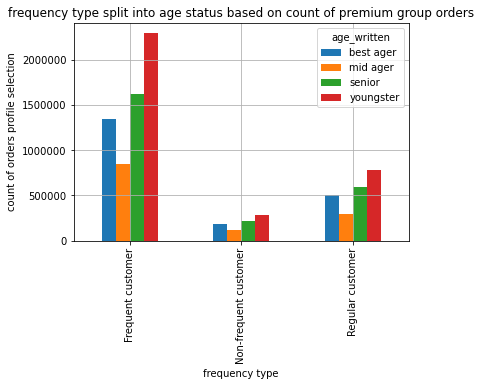 frequency type split into age status based on count of premium group orders
age_written
best ager
mid ager
senior
youngster
count of orders profile selection
2000000
1500000
1000000
500000
0
Frequent customer
Non-frequent customer
Regular customer
frequency type